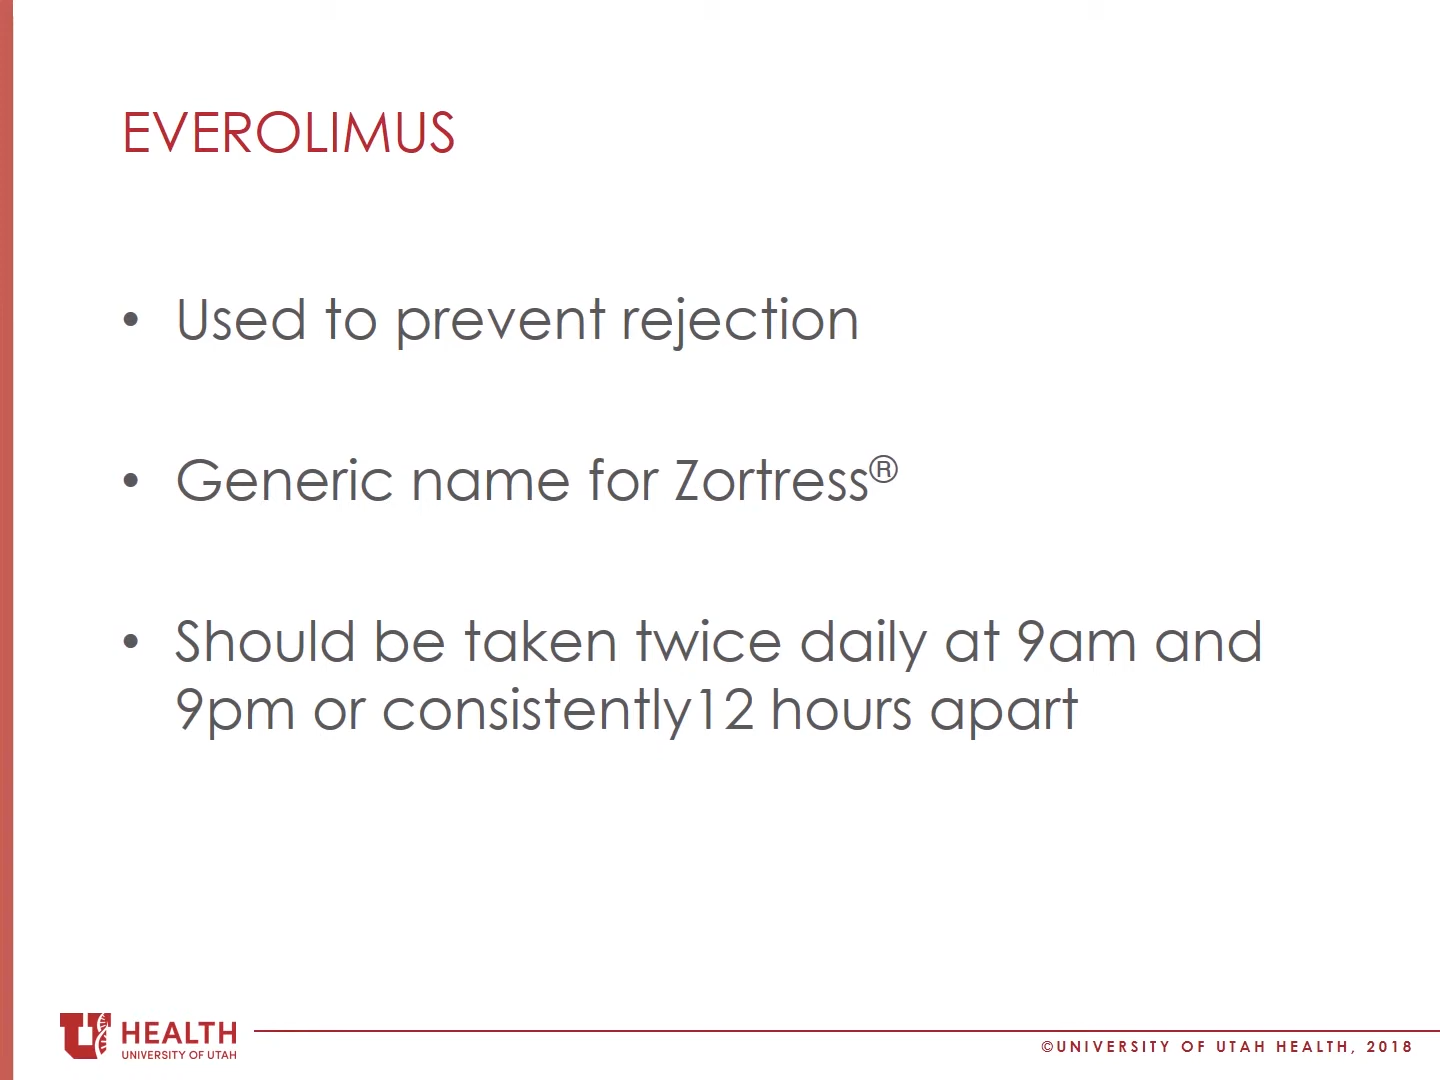 EVEROLIMUS
• Used to prevent rejection
• Generic name for Zortress®
• Should be taken twice daily at 9am and
9pm or consistently12 hours apart
U HEALTH
UNIVERSITY OF UTAH
©UNIVERSITY OF UTAH HEALTH, 2018